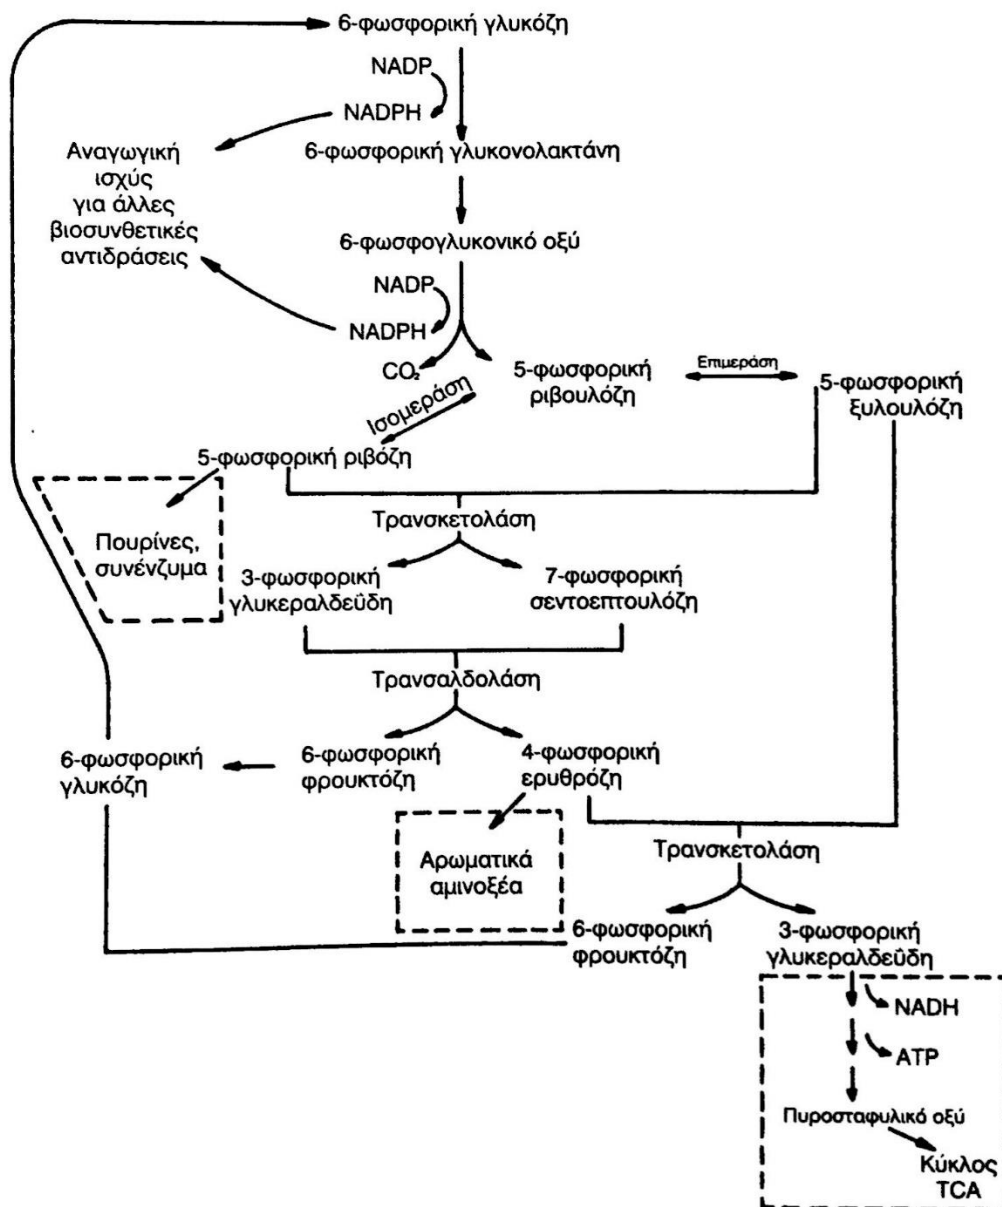 6-φωσφορική γλυκόζη
NADP
NADPH
6-φωσφορική γλυκονολακτάνη
Αναγωγική
ισχύς
για άλλες
βιοσυνθετικές
αντιδράσεις
6-φωσφογλυκονικό οξύ
NADP
NADPH
CO₂
5-φωσφορική
ριβουλόζη
Επιμεράση
5-φωσφορική
ξυλουλόζη
Ισομεράση
5-φωσφορική ριβόζη
Πουρίνες,
συνένζυμα
Τρανσκετολάση
3-φωσφορική
γλυκεραλδεΰδη
7-φωσφορική
σεντοεπτουλόζη
Τρανσαλδολάση
6-φωσφορική
γλυκόζη
6-φωσφορική
φρουκτόζη
4-φωσφορική
ερυθρόζη
Αρωματικά
αμινοξέα
Τρανσκετολάση
6-φωσφορική
φρουκτόζη
3-φωσφορική
γλυκεραλδεΰδη
NADH
ATP
Πυροσταφυλικό οξύ
Κύκλος
TCA